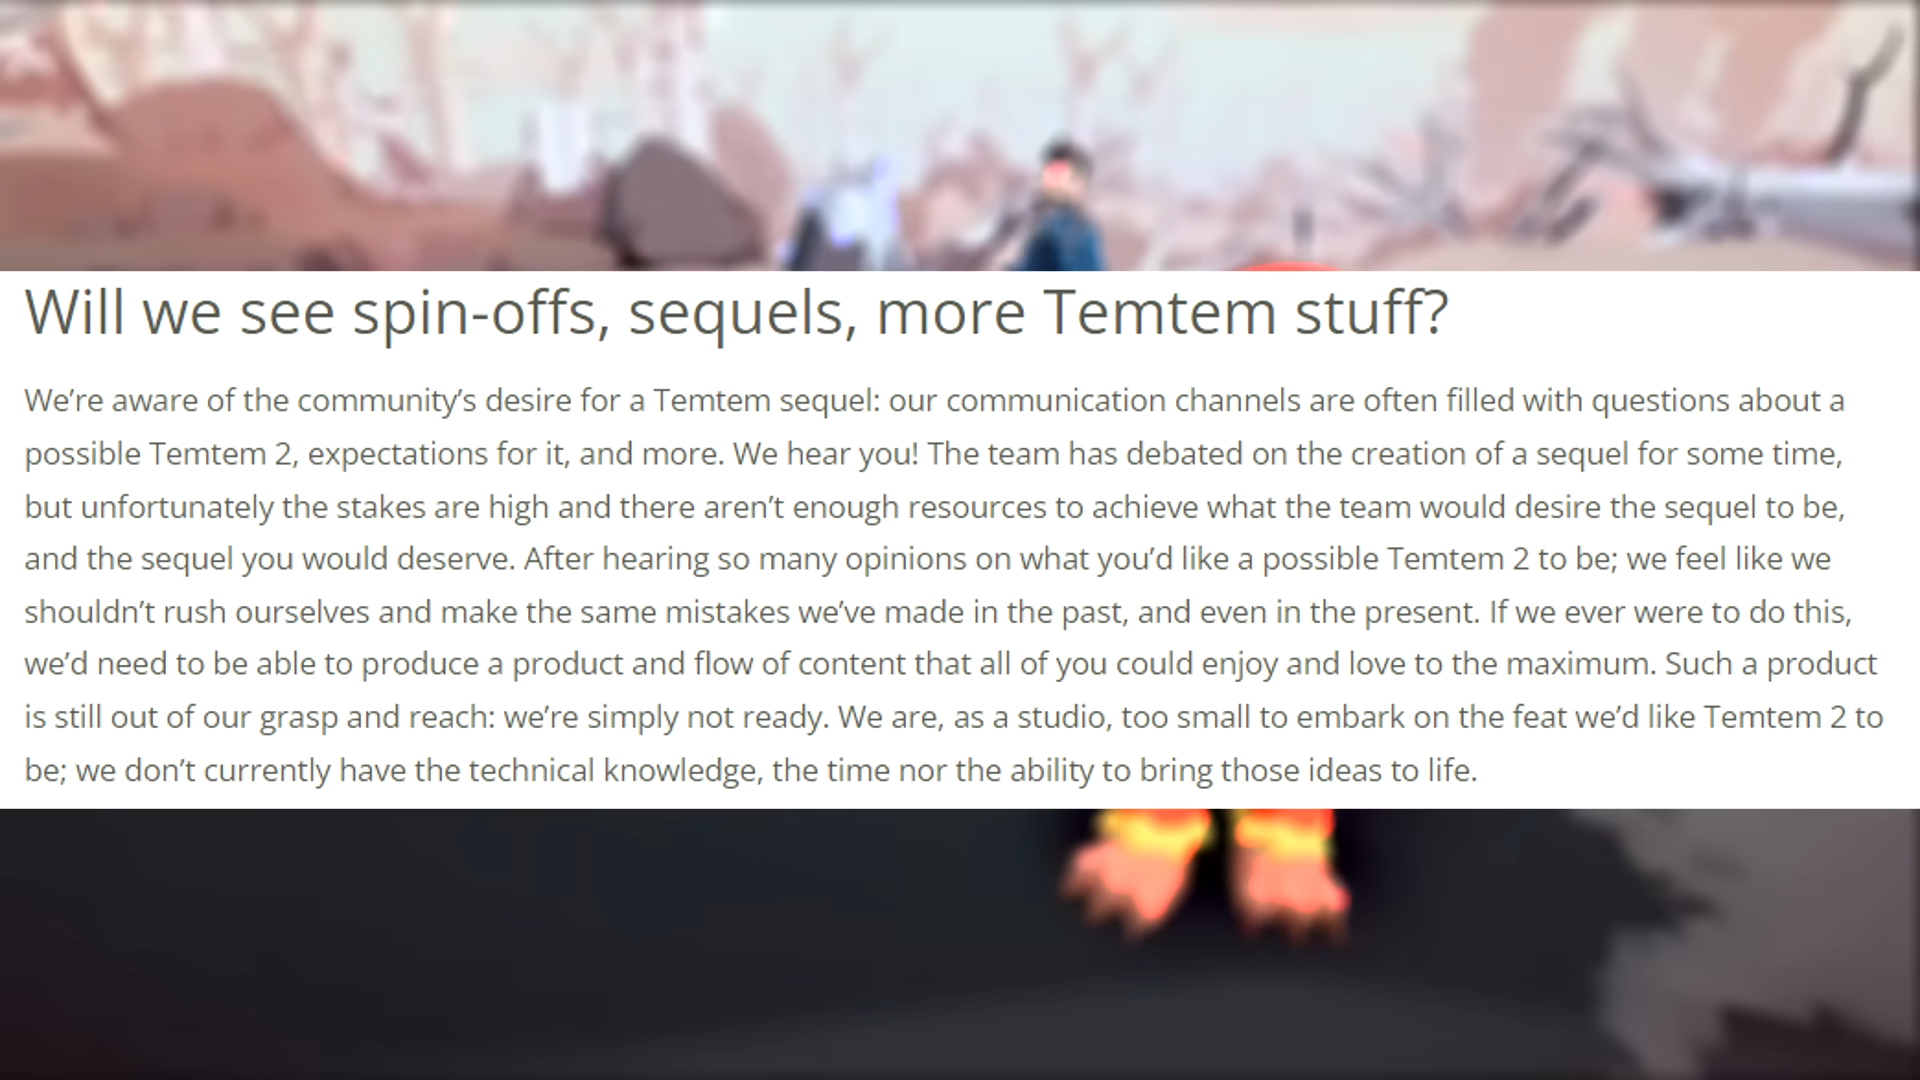 Will we see spin-offs, sequels, more Temtem stuff?
We’re aware of the community’s desire for a Temtem sequel: our communication channels are often filled with questions about a
possible Temtem 2, expectations for it, and more. We hear you! The team has debated on the creation of a sequel for some time,
but unfortunately the stakes are high and there aren’t enough resources to achieve what the team would desire the sequel to be,
and the sequel you would deserve. After hearing so many opinions on what you’d like a possible Temtem 2 to be; we feel like we
shouldn’t rush ourselves and make the same mistakes we’ve made in the past, and even in the present. If we ever were to do this,
we’d need to be able to produce a product and flow of content that all of you could enjoy and love to the maximum. Such a product
is still out of our grasp and reach: we’re simply not ready. We are, as a studio, too small to embark on the feat we’d like Temtem 2 to
be; we don’t currently have the technical knowledge, the time nor the ability to bring those ideas to life.